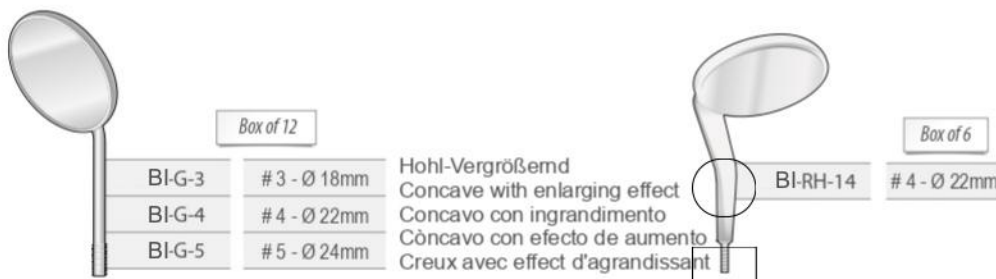 Box of 12
BI-G-3 #3 - Ø 18mm
BI-G-4 #4 - Ø 22mm
BI-G-5 #5 - Ø 24mm
Hohl-Vergrößernd
Concave with enlarging effect
Concavo con ingrandimento
Còncavo con efecto de aumento
Creux avec effect d'agrandissant
Box of 6
BI-RH-14 #4 - Ø 22mm